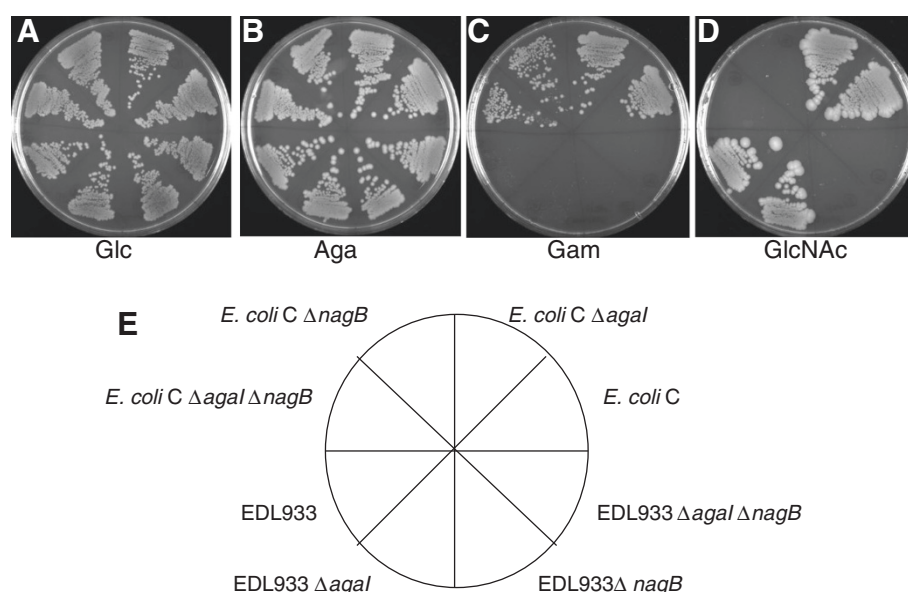 A
B
C
D
Glc
Aga
Gam
GlcNAc
E
E. coli C ΔnagB
E. coli C ΔagaI
E. coli C ΔagaI ΔnagB
E. coli C
EDL933
EDL933 ΔagaI ΔnagB
EDL933 ΔagaI
EDL933Δ nagB